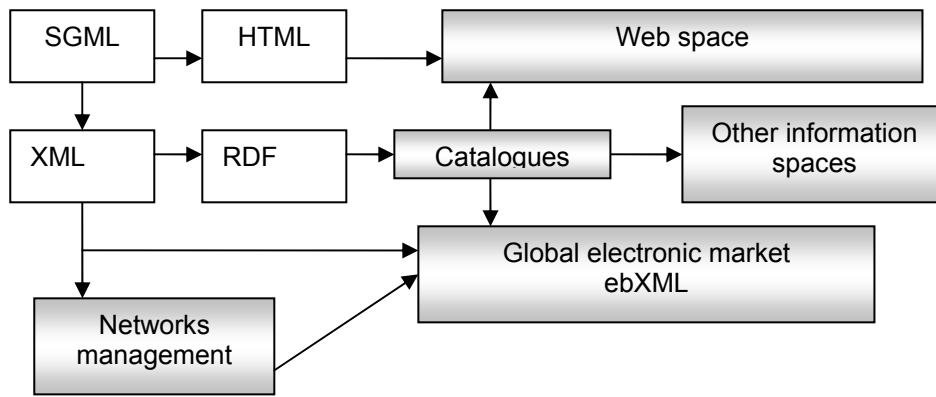 SGML
HTML
Web space
XML
RDF
Catalogues
Other information
spaces
Global electronic market
ebXML
Networks
management